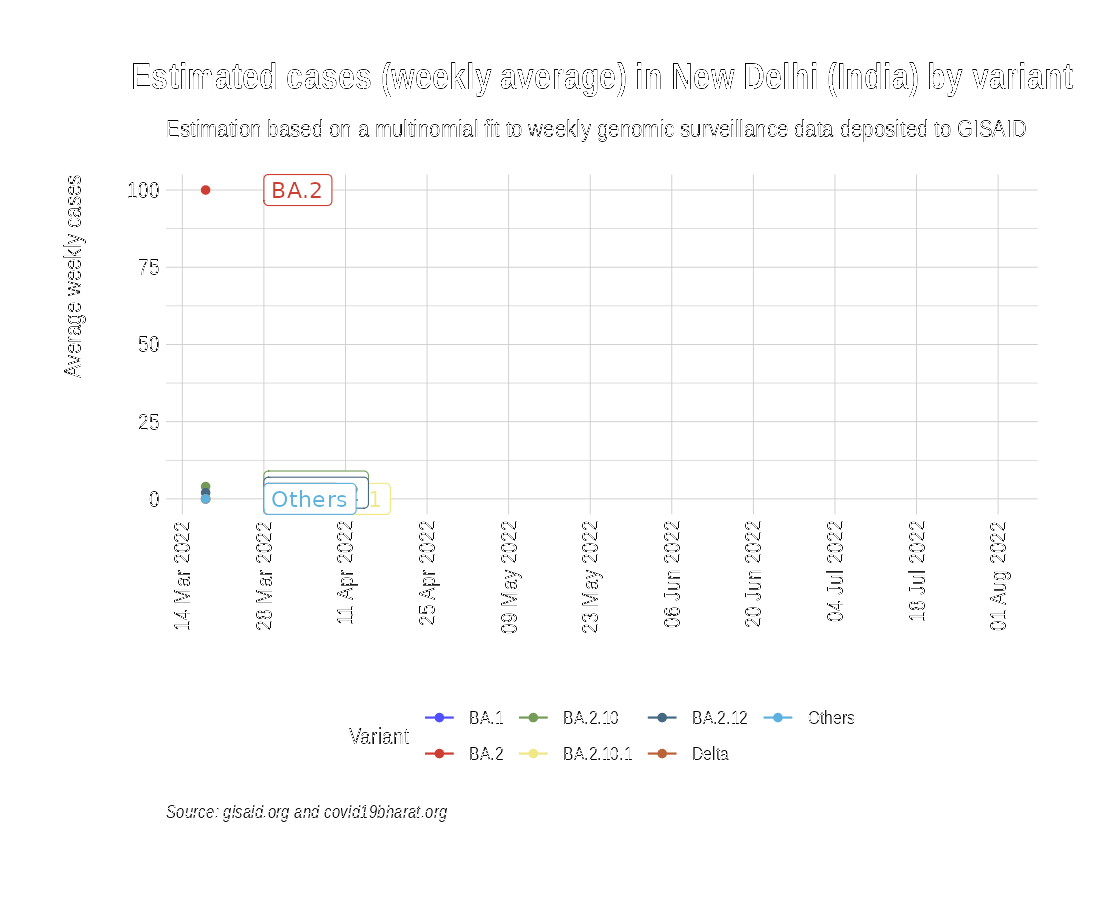 Estimated cases (weekly average) in New Delhi (India) by variant
Estimation based on a multinomial fit to weekly genomic surveillance data deposited to GISAID
Average weekly cases
100
75
50
25
0
BA.2
Others
1
14 Mar 2022
28 Mar 2022
11 Apr 2022
25 Apr 2022
09 May 2022
23 May 2022
06 Jun 2022
20 Jun 2022
04 Jul 2022
18 Jul 2022
01 Aug 2022
Variant
BA.1 BA.2.10 BA.2.12 Others
BA.2 BA.2.10.1 Delta
Source: gisaid.org and covid19bharat.org